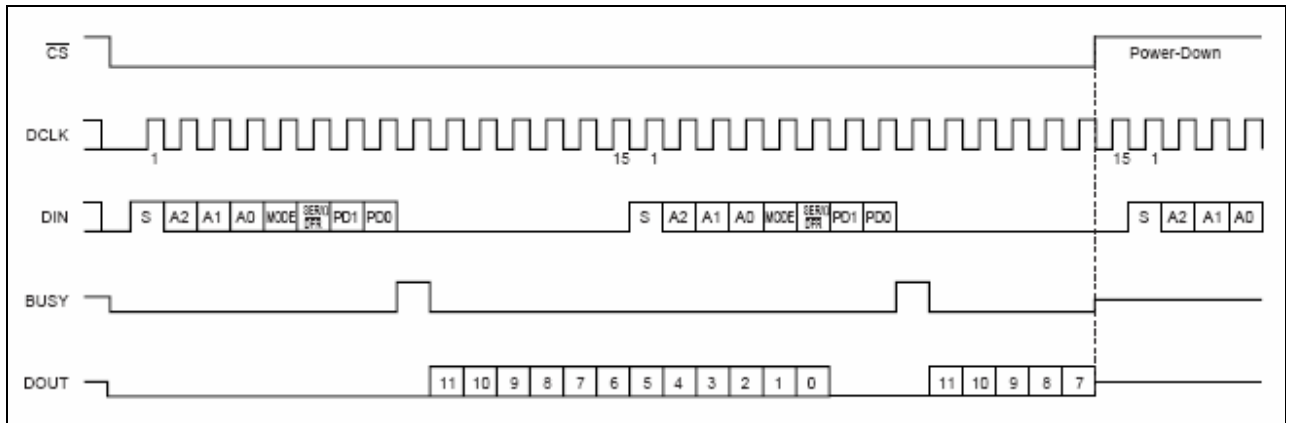 CS Power-Down
DCLK
1 15 1 15 1
DIN S A2 A1 A0 MODE SER/DFR PD1 PD0 S A2 A1 A0 MODE SER/DFR PD1 PD0 S A2 A1 A0
BUSY
DOUT 11 10 9 8 7 6 5 4 3 2 1 0 11 10 9 8 7